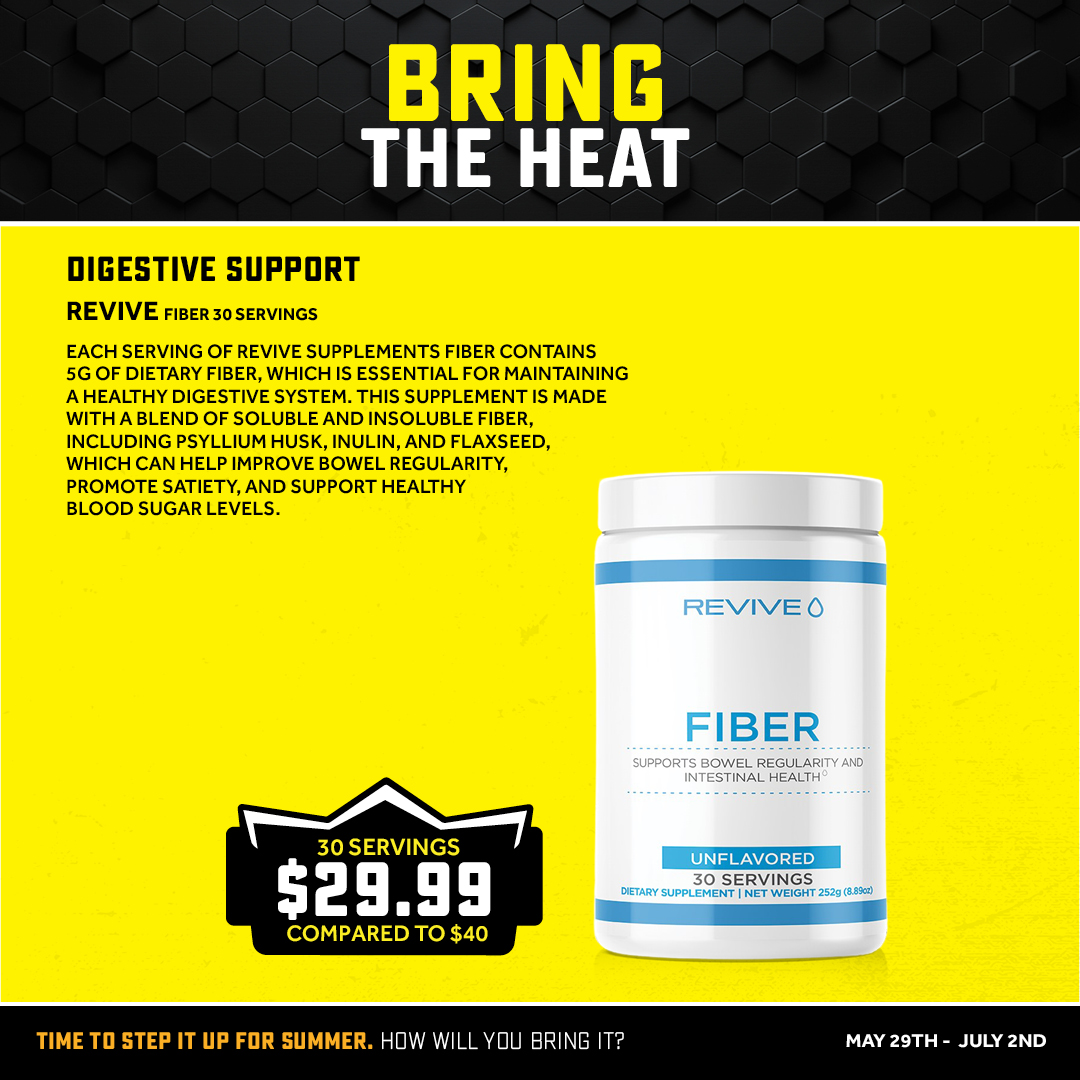 BRING
THE HEAT
DIGESTIVE SUPPORT
REVIVE FIBER 30 SERVINGS
EACH SERVING OF REVIVE SUPPLEMENTS FIBER CONTAINS
5G OF DIETARY FIBER, WHICH IS ESSENTIAL FOR MAINTAINING
A HEALTHY DIGESTIVE SYSTEM. THIS SUPPLEMENT IS MADE
WITH A BLEND OF SOLUBLE AND INSOLUBLE FIBER,
INCLUDING PSYLLIUM HUSK, INULIN, AND FLAXSEED,
WHICH CAN HELP IMPROVE BOWEL REGULARITY,
PROMOTE SATIETY, AND SUPPORT HEALTHY
BLOOD SUGAR LEVELS.
REVIVE
FIBER
SUPPORTS BOWEL REGULARITY AND
INTESTINAL HEALTH◊
UNFLAVORED
30 SERVINGS
DIETARY SUPPLEMENT | NET WEIGHT 252g (8.89oz)
30 SERVINGS
$29.99
COMPARED TO $40
TIME TO STEP IT UP FOR SUMMER. HOW WILL YOU BRING IT?
MAY 29TH - JULY 2ND